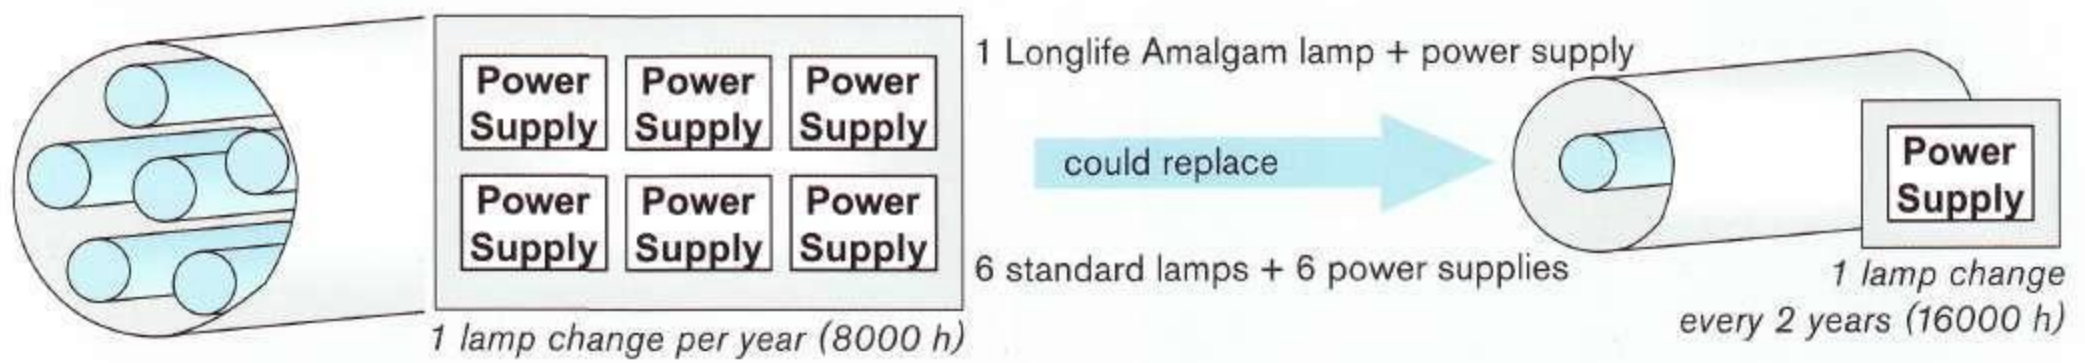 Power Supply
Power Supply
Power Supply
Power Supply
Power Supply
Power Supply
1 lamp change per year (8000 h)
1 Longlife Amalgam lamp + power supply
could replace
6 standard lamps + 6 power supplies
Power
Supply
1 lamp change
every 2 years (16000 h)